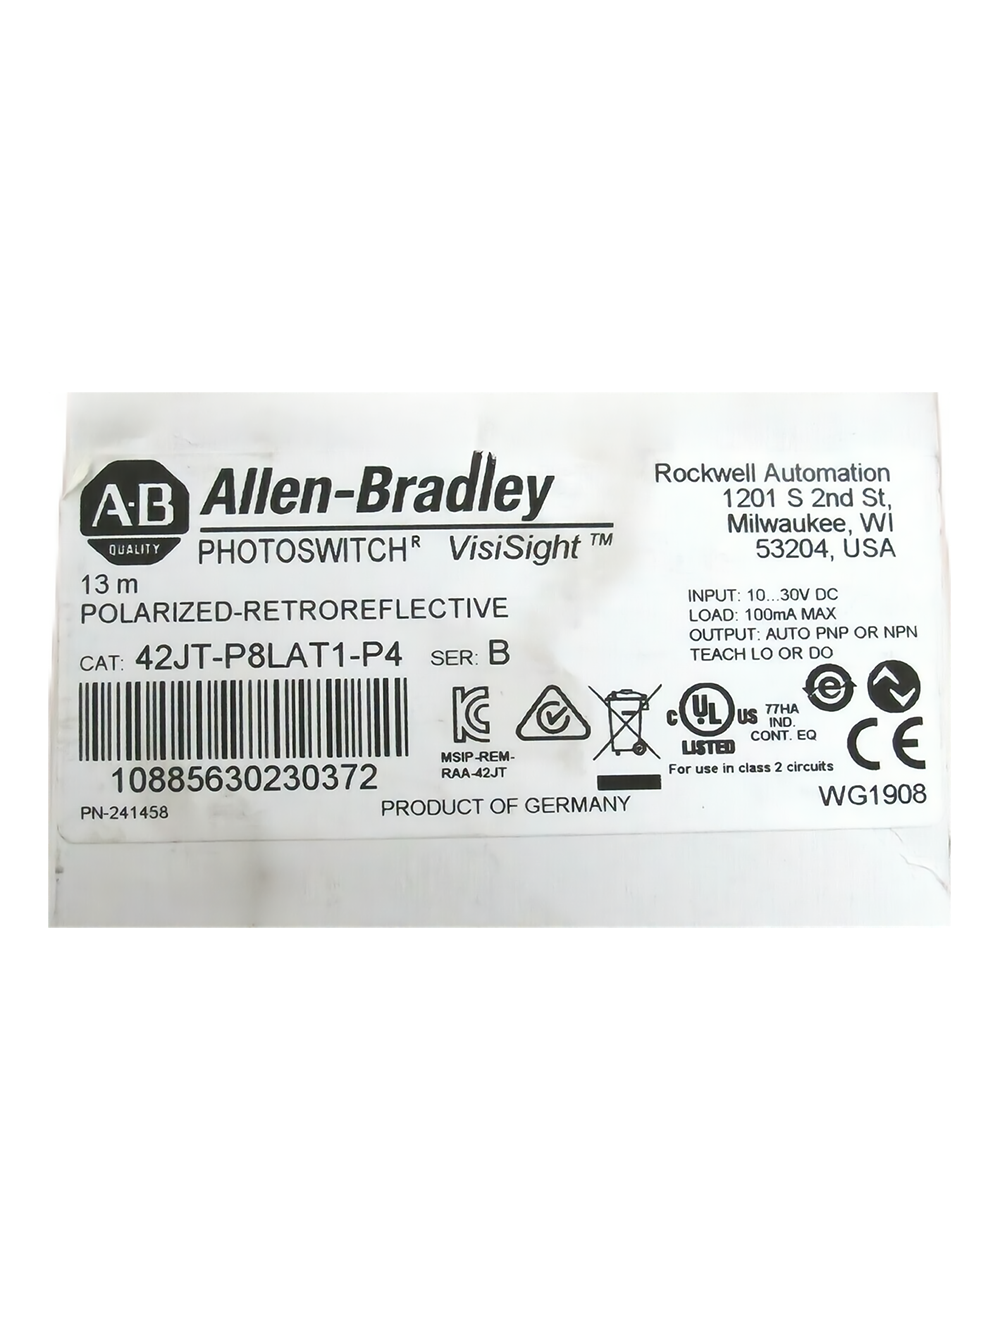 A-B
QUALITY
Allen-Bradley
PHOTOSWITCH® VisiSight™
13 m
POLARIZED-RETROREFLECTIVE
CAT: 42JT-P8LAT1-P4 SER: B
10885630230372
PN-241458
Rockwell Automation
1201 S 2nd St,
Milwaukee, WI
53204, USA
INPUT: 10...30V DC
LOAD: 100mA MAX
OUTPUT: AUTO PNP OR NPN
TEACH LO OR DO
MSIP-REM-
RAA-42JT
C UL US
LISTED
77HA
IND.
CONT. EQ
For use in class 2 circuits
CE
PRODUCT OF GERMANY
WG1908